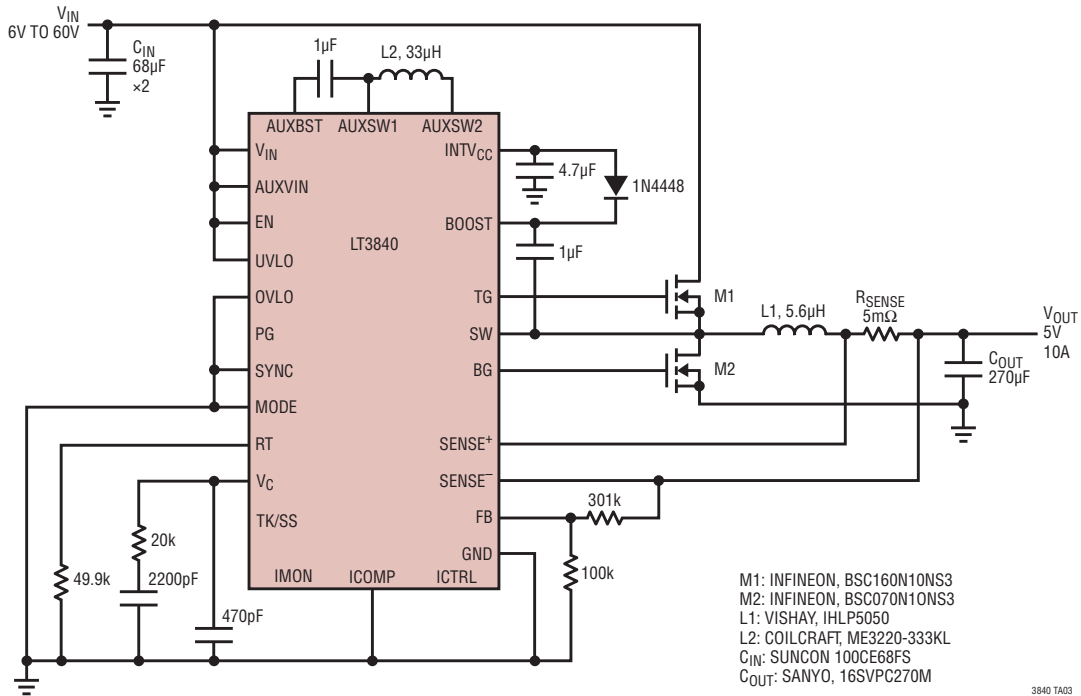 VIN
6V TO 60V
CIN
68µF
×2
1µF
L2, 33µH
AUXBST AUXSW1 AUXSW2
VIN
AUXVIN
EN
UVLO
OVLO
PG
SYNC
MODE
RT
VC
TK/SS
IMON ICOMP ICTRL
LT3840
INTVCC
BOOST
TG
SW
BG
SENSE+
SENSE–
FB
GND
4.7µF
1N4448
1µF
M1
M2
L1, 5.6µH
RSENSE
5mΩ
VOUT
5V
10A
COUT
270µF
301k
100k
49.9k
20k
2200pF
470pF
M1: INFINEON, BSC160N10NS3
M2: INFINEON, BSC070N10NS3
L1: VISHAY, IHLP5050
L2: COILCRAFT, ME3220-333KL
CIN: SUNCON 100CE68FS
COUT: SANYO, 16SVPC270M
3840 TA03